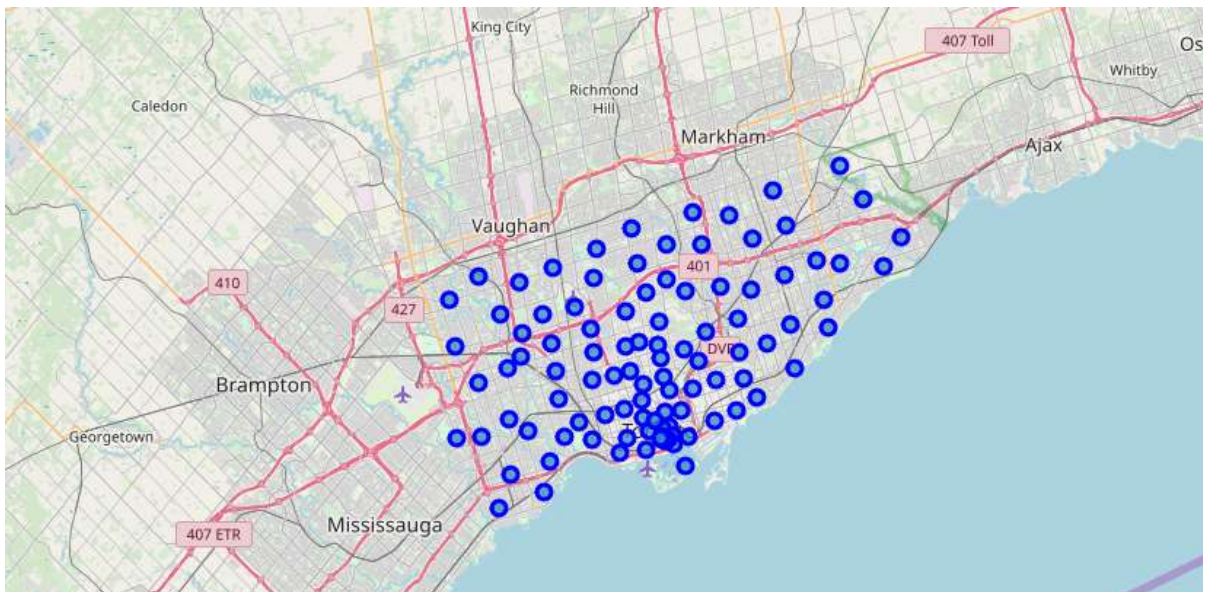 King City
407 Toll
Os
Whitby
Richmond
Hill
Caledon
Markham
Ajax
Vaughan
401
410
427
DVP
Brampton
To
Georgetown
Mississauga
407 ETR